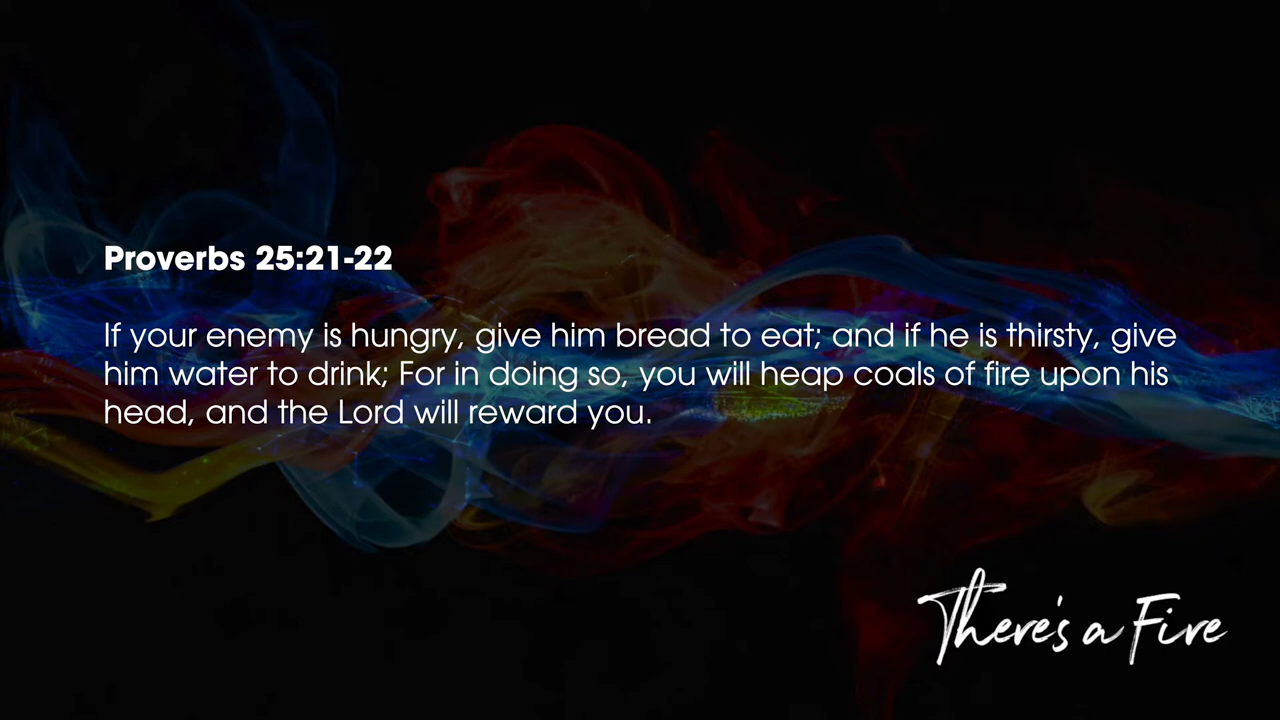 Proverbs 25:21-22
If your enemy is hungry, give him bread to eat; and if he is thirsty, give
him water to drink; For in doing so, you will heap coals of fire upon his
head, and the Lord will reward you.
There's a Fire